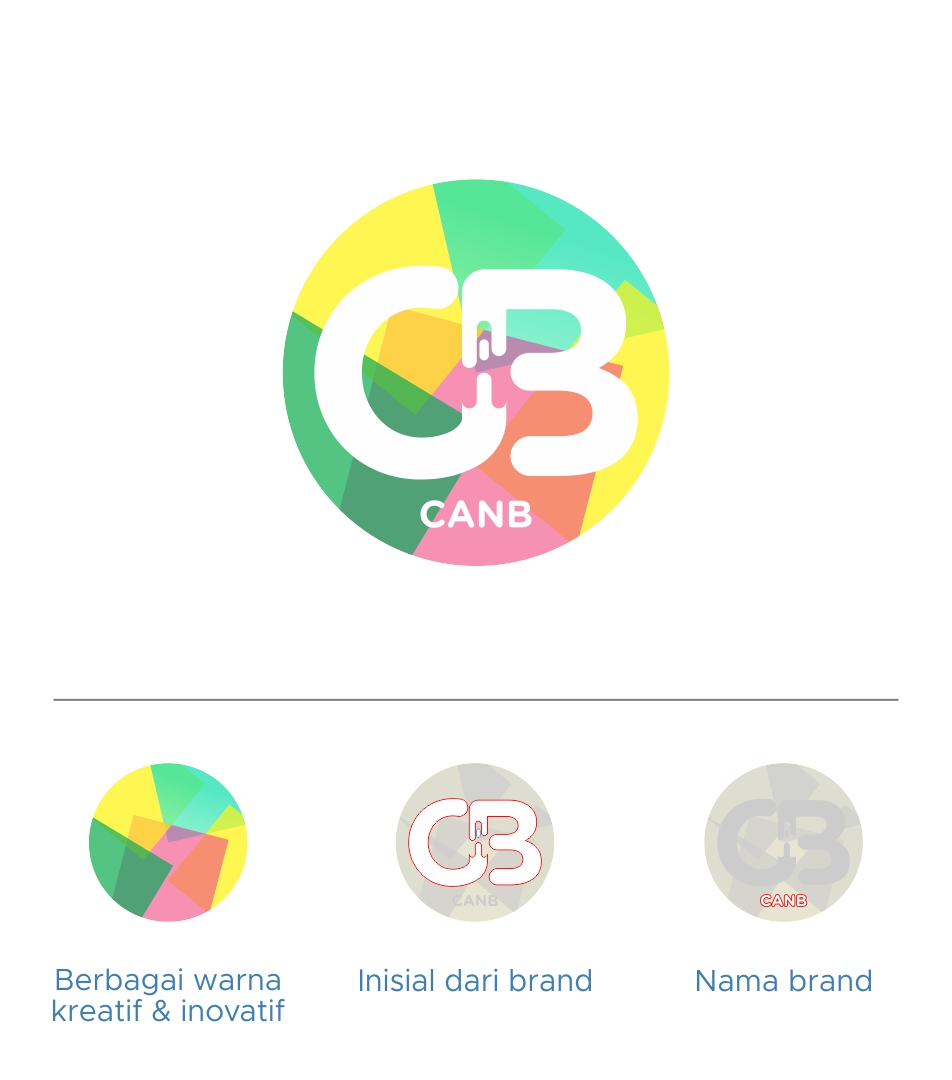 CB
CANB
CB
CANB
CB
CANB
Berbagai warna
kreatif & inovatif
Inisial dari brand
Nama brand